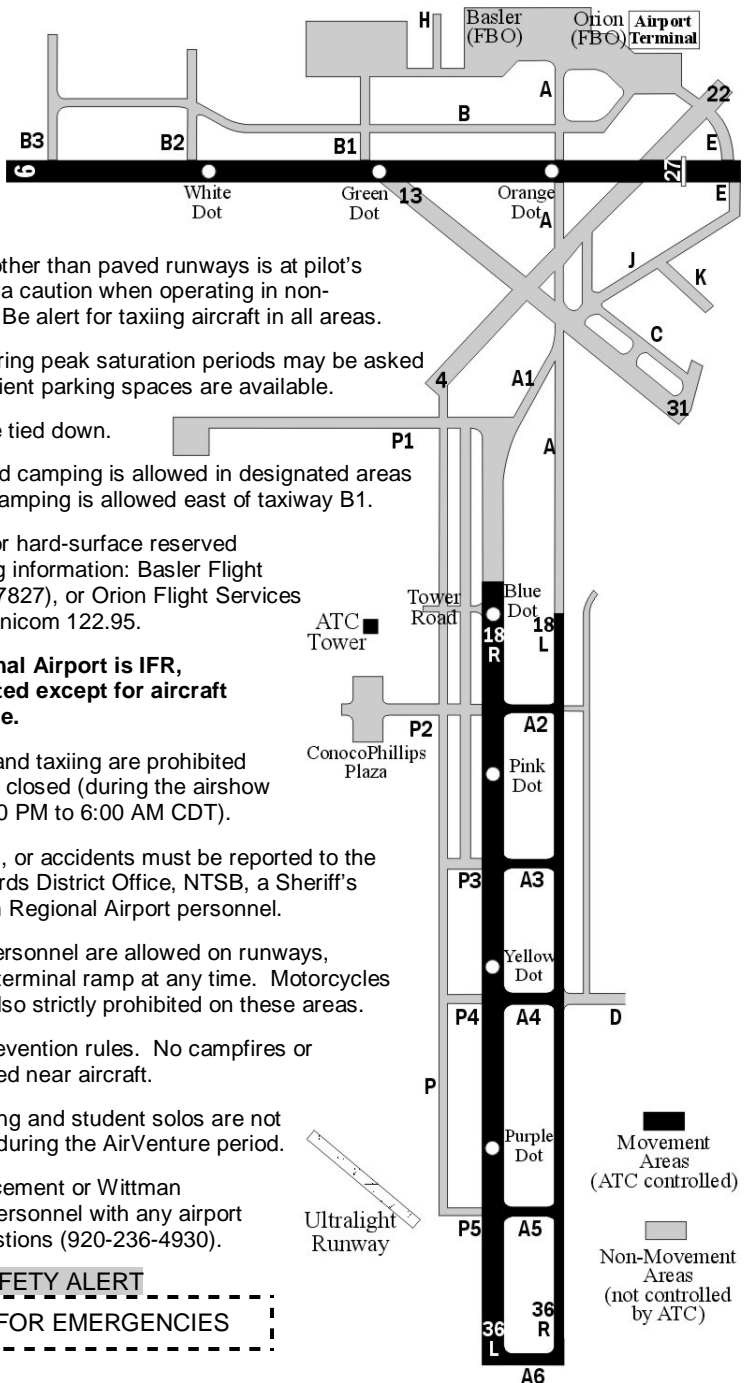 H
Basler
(FBO)
Orion
(FBO)
Airport
Terminal
A
22
B
B3
B2
B1
E
6
27
White
Dot
Green
Dot
13
Orange
Dot
E
A
other than paved runways is at pilot's
a caution when operating in non-
Be alert for taxiing aircraft in all areas.
J
K
C
ring peak saturation periods may be asked
ient parking spaces are available.
4
A1
31
e tied down.
P1
A
d camping is allowed in designated areas
amping is allowed east of taxiway B1.
or hard-surface reserved
g information: Basler Flight
7827), or Orion Flight Services
nicom 122.95.
Tower
Road
Blue
Dot
ATC
Tower
18
R
18
L
nal Airport is IFR,
ted except for aircraft
e.
P2
A2
ConocoPhillips
Plaza
Pink
Dot
and taxiing are prohibited
closed (during the airshow
0 PM to 6:00 AM CDT).
, or accidents must be reported to the
rds District Office, NTSB, a Sheriff's
n Regional Airport personnel.
P3
A3
ersonnel are allowed on runways,
terminal ramp at any time. Motorcycles
lso strictly prohibited on these areas.
Yellow
Dot
P4
A4
D
evention rules. No campfires or
ed near aircraft.
P
ng and student solos are not
during the AirVenture period.
Purple
Dot
Movement
Areas
(ATC controlled)
cement or Wittman
ersonnel with any airport
stions (920-236-4930).
Ultralight
Runway
P5
A5
Non-Movement
Areas
(not controlled
by ATC)
FETY ALERT
FOR EMERGENCIES
36
L
36
R
A6